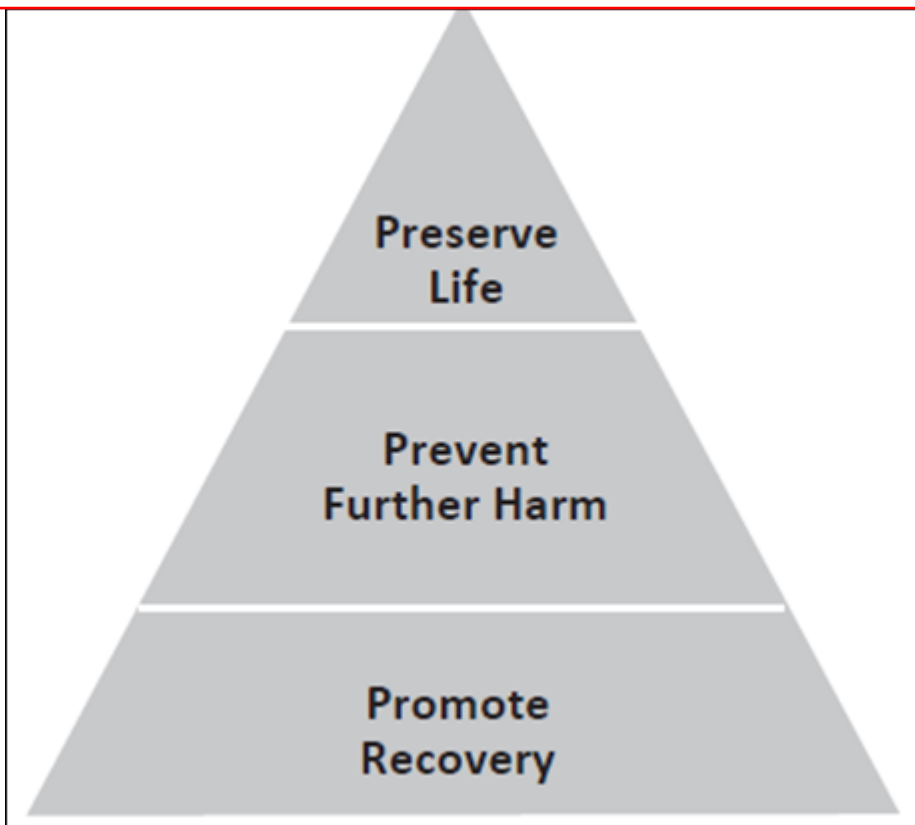 Preserve
Life
Prevent
Further Harm
Promote
Recovery